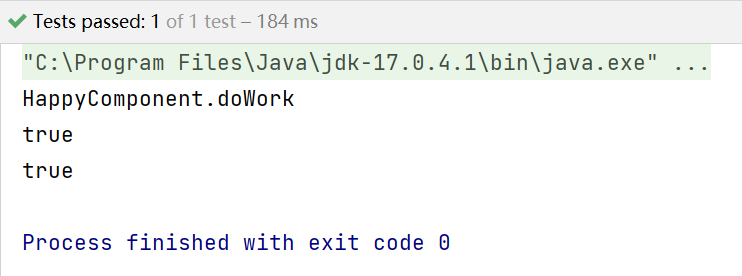 Tests passed: 1 of 1 test – 184 ms
"C:\Program Files\Java\jdk-17.0.4.1\bin\java.exe" ...
HappyComponent.doWork
true
true
Process finished with exit code 0